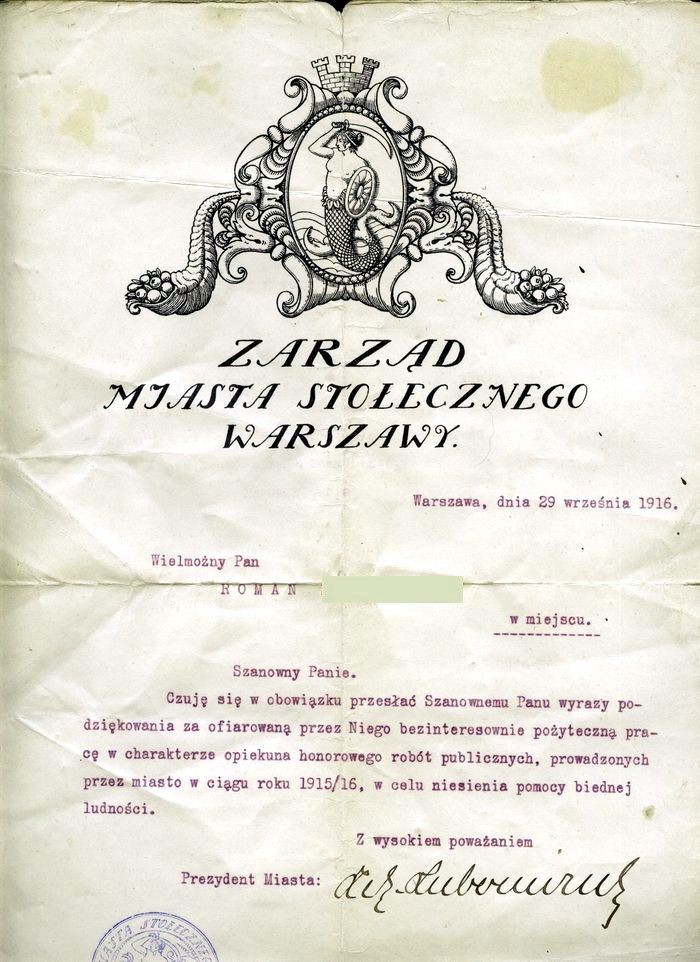 ZARZĄD
MIASTA STOŁECZNEGO
WARSZAWY.
Warszawa, dnia 29 września 1916.
Wielmożny Pan
ROMAN
w miejscu.
Szanowny Panie.
Czuję się w obowiązku przesłać Szanownemu Panu wyrazy po-
dziękowania za ofiarowaną przez Niego bezinteresownie pożyteczną pra-
cę w charakterze opiekuna honorowego robót publicznych, prowadzonych
przez miasto w ciągu roku 1915/16, w celu niesienia pomocy biednej
ludności.
Z wysokiem poważaniem
Prezydent Miasta:
MIASTA STOŁECZNEGO